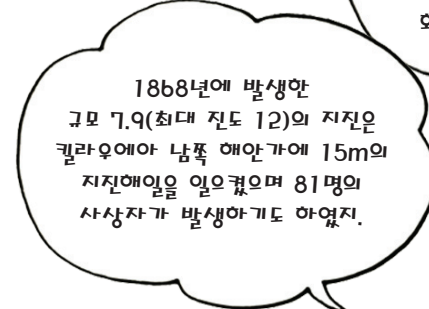 1868년에 발생한
규모 7.9(최대 진도 12)의 지진은
킬라우에아 남쪽 해안가에 15m의
지진해일을 일으켰으며 81명의
사상자가 발생하기도 하였지.